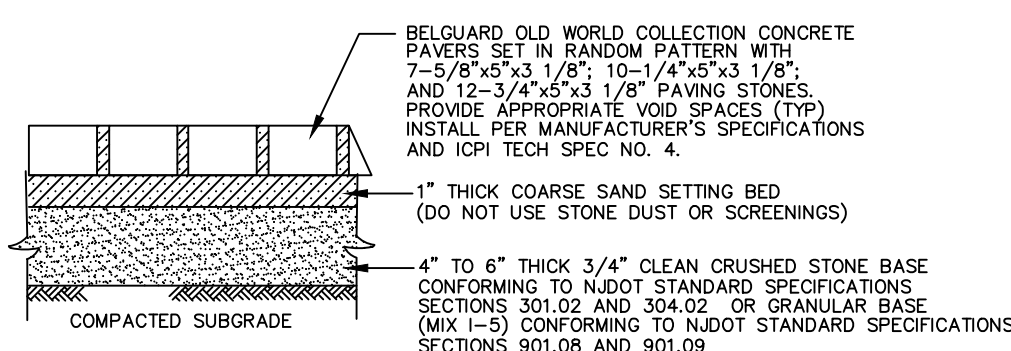 BELGUARD OLD WORLD COLLECTION CONCRETE
PAVERS SET IN RANDOM PATTERN WITH
7-5/8"x5"x3 1/8"; 10-1/4"x5"x3 1/8";
AND 12-3/4"x5"x3 1/8" PAVING STONES.
PROVIDE APPROPRIATE VOID SPACES (TYP)
INSTALL PER MANUFACTURER'S SPECIFICATIONS
AND ICPI TECH SPEC NO. 4.
1" THICK COARSE SAND SETTING BED
(DO NOT USE STONE DUST OR SCREENINGS)
4" TO 6" THICK 3/4" CLEAN CRUSHED STONE BASE
CONFORMING TO NJDOT STANDARD SPECIFICATIONS
SECTIONS 301.02 AND 304.02 OR GRANULAR BASE
(MIX I-5) CONFORMING TO NJDOT STANDARD SPECIFICATIONS
SECTIONS 901.08 AND 901.09
COMPACTED SUBGRADE